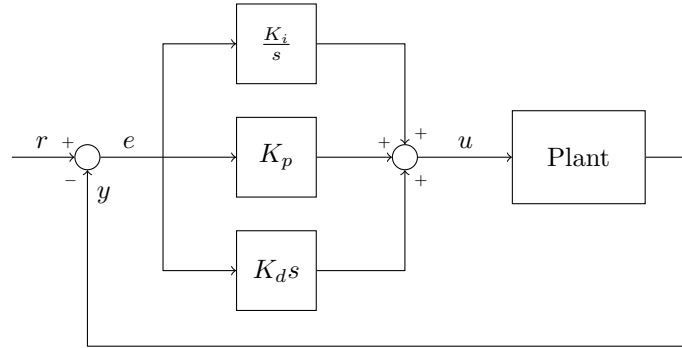 K_i
s
r + e K_p + + u Plant
− y +
K_d s